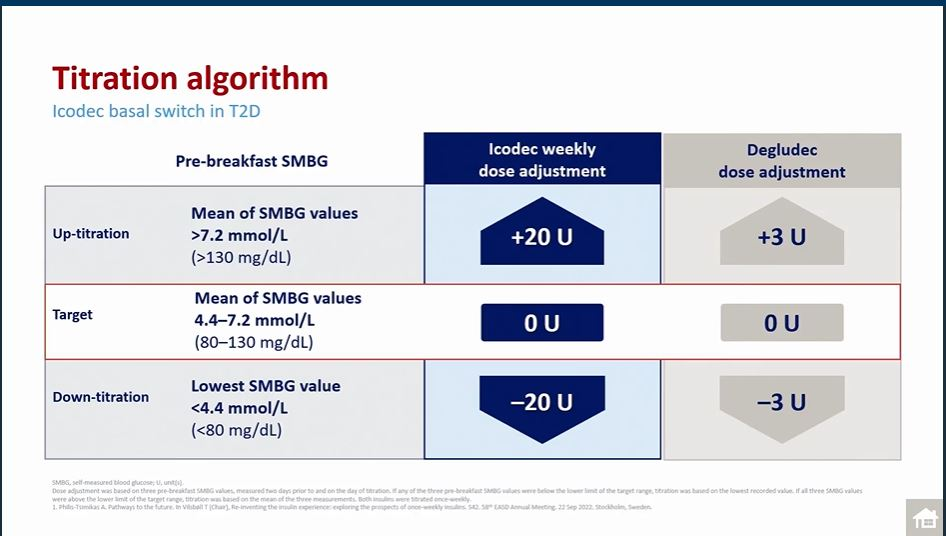 Titration algorithm
Icodec basal switch in T2D
Pre-breakfast SMBG
Icodec weekly
dose adjustment
Degludec
dose adjustment
Up-titration
Mean of SMBG values
>7.2 mmol/L
(>130 mg/dL)
+20 U
+3 U
Target
Mean of SMBG values
4.4–7.2 mmol/L
(80–130 mg/dL)
0 U
0 U
Down-titration
Lowest SMBG value
<4.4 mmol/L
(<80 mg/dL)
–20 U
–3 U
SMBG, self-measured blood glucose; U, unit(s).
Dose adjustment was based on three pre-breakfast SMBG values, measured two days prior to and on the day of titration. If any of the three pre-breakfast SMBG values were below the lower limit of the target range, titration was based on the lowest recorded value. If all three SMBG values
were above the lower limit of the target range, titration was based on the mean of the three measurements. Both insulins were titrated once-weekly.
1. Philis-Tsimikas A. Pathways to the future. In Vilsbøll T (Chair), Re-inventing the insulin experience: exploring the prospects of once-weekly insulins. S42. 58th EASD Annual Meeting. 22 Sep 2022. Stockholm, Sweden.